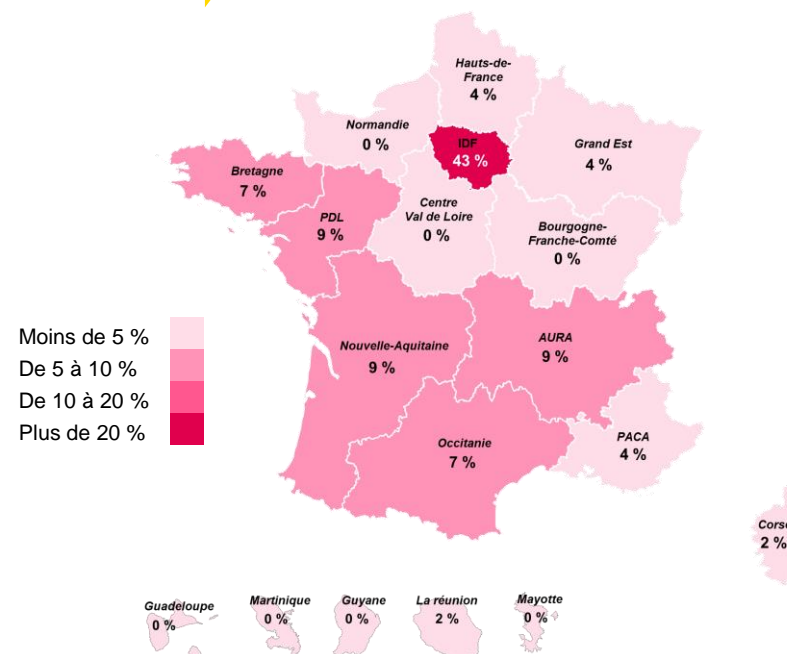 Hauts-de-
France
4 %
Normandie
0 %
IDF
43 %
Grand Est
4 %
Bretagne
7 %
PDL
9 %
Centre
Val de Loire
0 %
Bourgogne-
Franche-Comté
0 %
Moins de 5 %
De 5 à 10 %
De 10 à 20 %
Plus de 20 %
Nouvelle-Aquitaine
9 %
AURA
9 %
Occitanie
7 %
PACA
4 %
Corse
2 %
Guadeloupe
0 %
Martinique
0 %
Guyane
0 %
La réunion
2 %
Mayotte
0 %